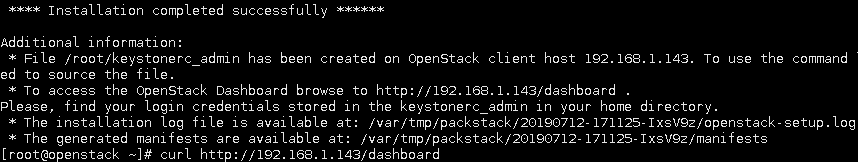 **** Installation completed successfully ******
Additional information:
* File /root/keystonerc_admin has been created on OpenStack client host 192.168.1.143. To use the command l
ed to source the file.
* To access the OpenStack Dashboard browse to http://192.168.1.143/dashboard .
Please, find your login credentials stored in the keystonerc_admin in your home directory.
* The installation log file is available at: /var/tmp/packstack/20190712-171125-IxsV9z/openstack-setup.log
* The generated manifests are available at: /var/tmp/packstack/20190712-171125-IxsV9z/manifests
[root@openstack ~]# curl http://192.168.1.143/dashboard